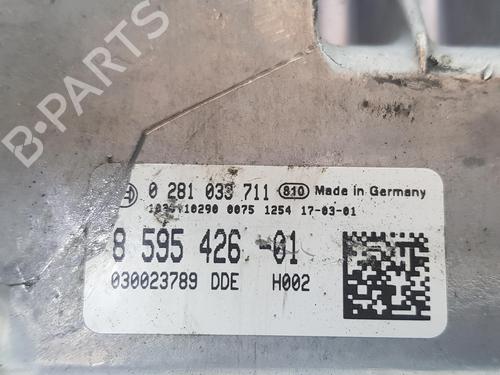 B-PARTS
0 281 033 711 810 Made in Germany
0075 1254 17-03-01
8 595 426 -01
030023789 DDE H002